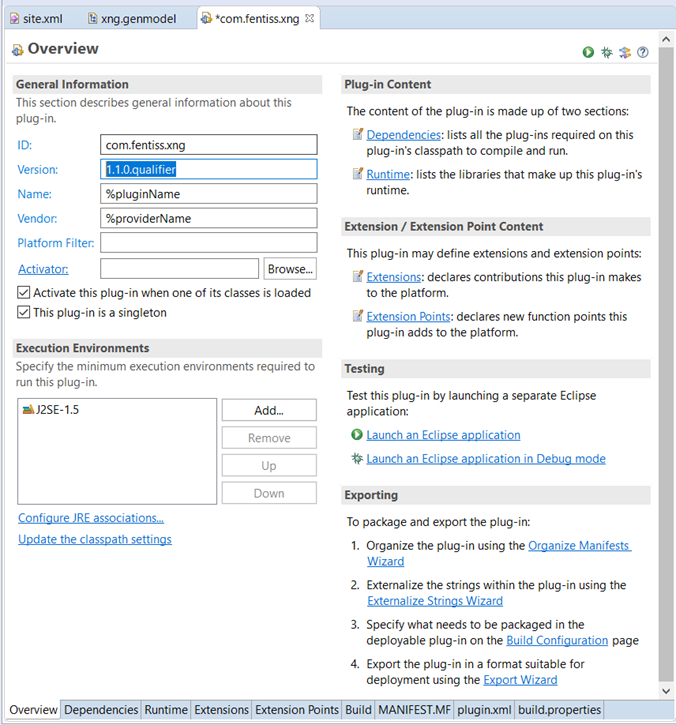 site.xml
xng.genmodel
*com.fentiss.xng
Overview
General Information
This section describes general information about this
plug-in.
ID:
com.fentiss.xng
Version:
1.1.0.qualifier
Name:
%pluginName
Vendor:
%providerName
Platform Filter:
Activator:
Browse...
Activate this plug-in when one of its classes is loaded
This plug-in is a singleton
Execution Environments
Specify the minimum execution environments required to
run this plug-in.
J2SE-1.5
Add...
Remove
Up
Down
Configure JRE associations...
Update the classpath settings
Plug-in Content
The content of the plug-in is made up of two sections:
Dependencies: lists all the plug-ins required on this
plug-in's classpath to compile and run.
Runtime: lists the libraries that make up this plug-in's
runtime.
Extension / Extension Point Content
This plug-in may define extensions and extension points:
Extensions: declares contributions this plug-in makes
to the platform.
Extension Points: declares new function points this
plug-in adds to the platform.
Testing
Test this plug-in by launching a separate Eclipse
application:
Launch an Eclipse application
Launch an Eclipse application in Debug mode
Exporting
To package and export the plug-in:
1. Organize the plug-in using the Organize Manifests
Wizard
2. Externalize the strings within the plug-in using the
Externalize Strings Wizard
3. Specify what needs to be packaged in the
deployable plug-in on the Build Configuration page
4. Export the plug-in in a format suitable for
deployment using the Export Wizard
Overview Dependencies Runtime Extensions Extension Points Build MANIFEST.MF plugin.xml build.properties